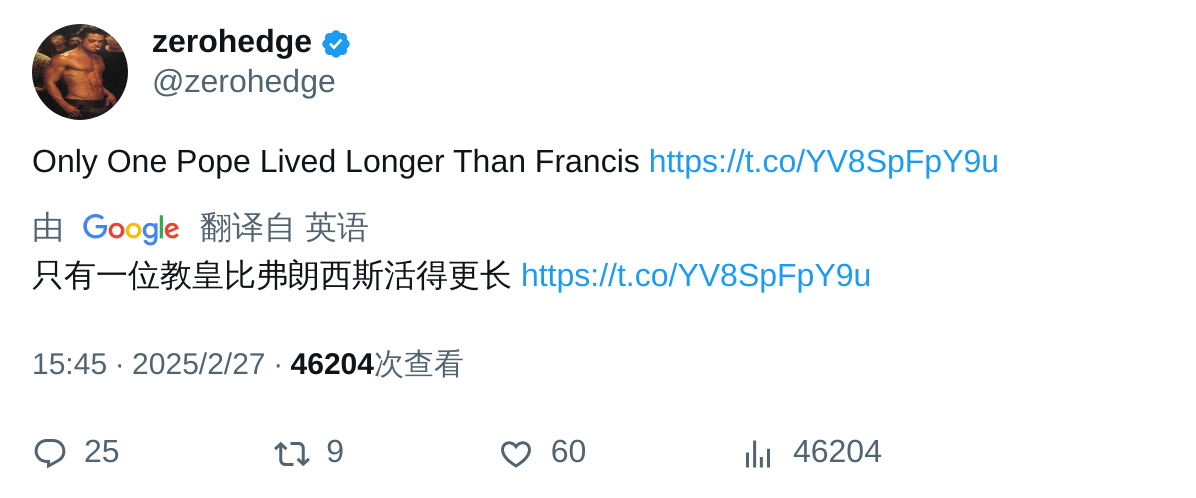 zerohedge
@zerohedge
Only One Pope Lived Longer Than Francis https://t.co/YV8SpFpY9u
由 Google 翻译自 英语
只有一位教皇比弗朗西斯活得更长 https://t.co/YV8SpFpY9u
15:45 · 2025/2/27 · 46204次查看
25 9 60 46204